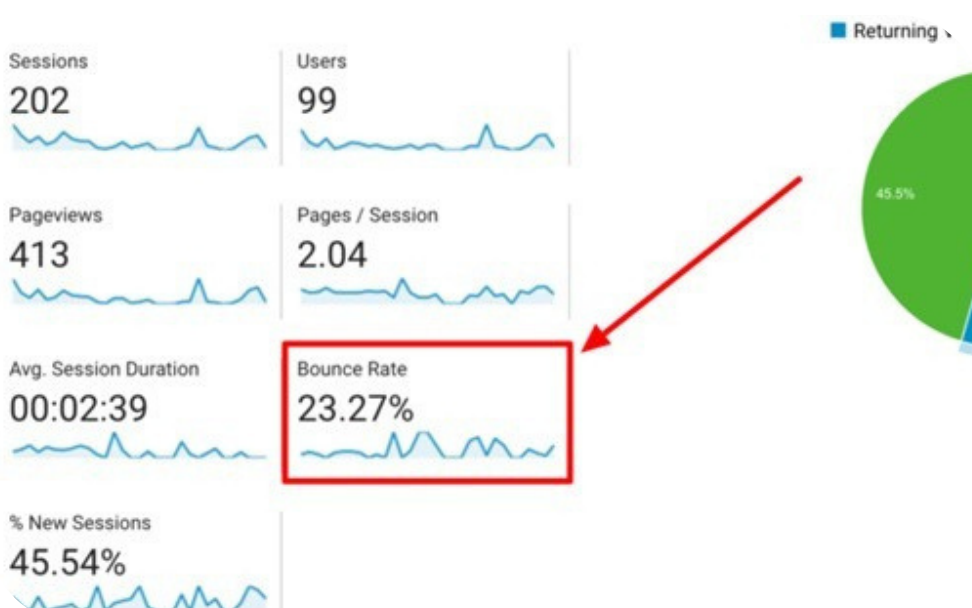 Returning
Sessions
202
Users
99
Pageviews
413
Pages / Session
2.04
45.5%
Avg. Session Duration
00:02:39
Bounce Rate
23.27%
% New Sessions
45.54%